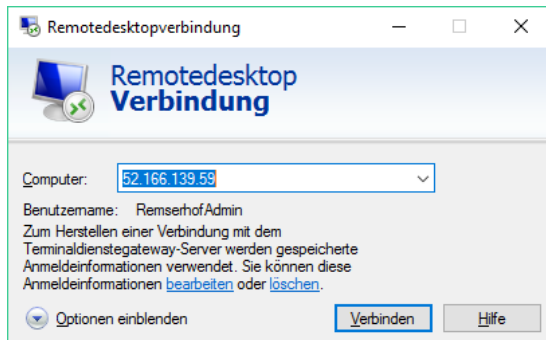 Remotedesktopverbindung
Remotedesktop
Verbindung
Computer: 52.166.139.59
Benutzername: RemserhofAdmin
Zum Herstellen einer Verbindung mit dem
Terminaldienstegateway-Server werden gespeicherte
Anmeldeinformationen verwendet. Sie können diese
Anmeldeinformationen bearbeiten oder löschen.
Optionen einblenden
Verbinden
Hilfe